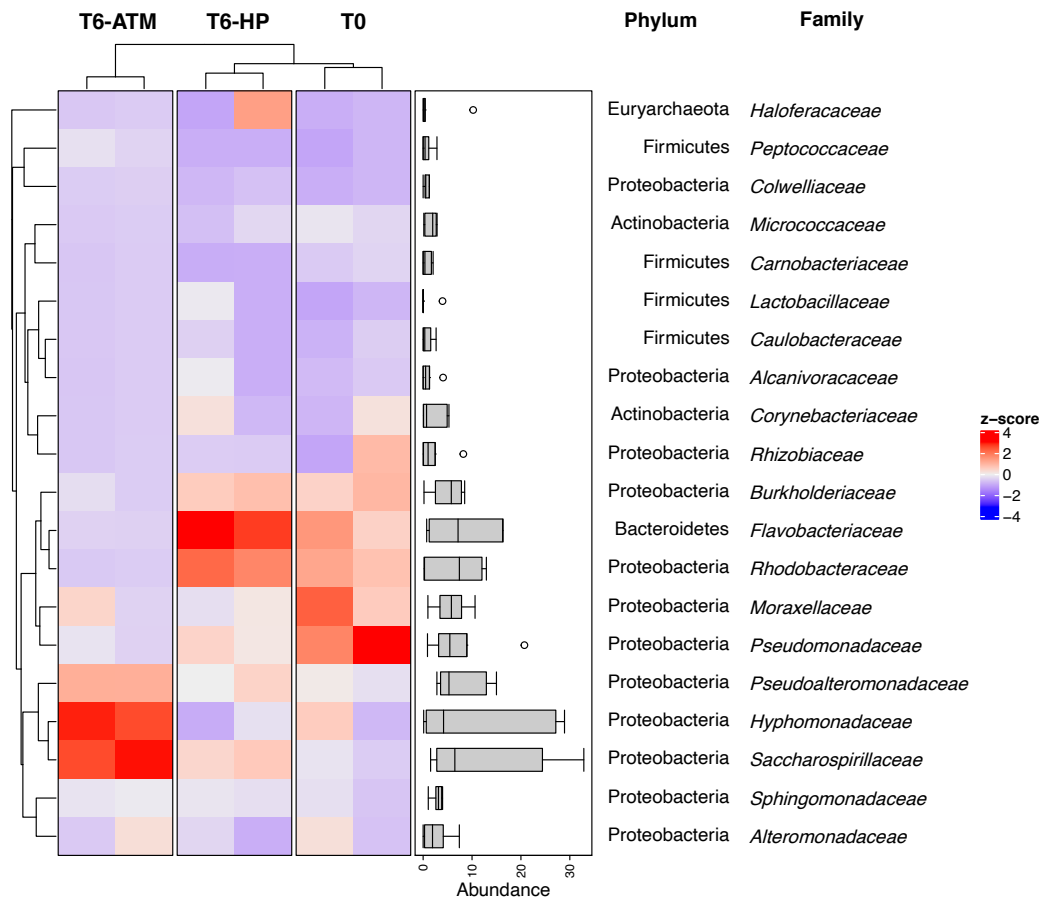 T6-ATM T6-HP T0 Phylum Family
Euryarchaeota Haloferacaceae
Firmicutes Peptococcaceae
Proteobacteria Colwelliaceae
Actinobacteria Micrococcaceae
Firmicutes Carnobacteriaceae
Firmicutes Lactobacillaceae
Firmicutes Caulobacteraceae
Proteobacteria Alcanivoracaceae
Actinobacteria Corynebacteriaceae
Proteobacteria Rhizobiaceae
Proteobacteria Burkholderiaceae
Bacteroidetes Flavobacteriaceae
Proteobacteria Rhodobacteraceae
Proteobacteria Moraxellaceae
Proteobacteria Pseudomonadaceae
Proteobacteria Pseudoalteromonadaceae
Proteobacteria Hyphomonadaceae
Proteobacteria Saccharospirillaceae
Proteobacteria Sphingomonadaceae
Proteobacteria Alteromonadaceae
z−score
4
2
0
−2
−4
0 10 20 30
Abundance